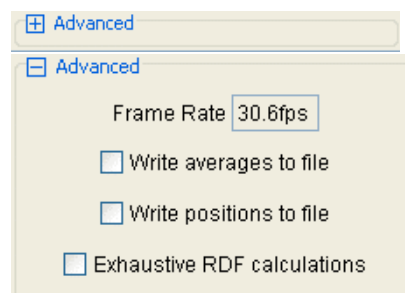 Advanced
Advanced
Frame Rate 30.6fps
Write averages to file
Write positions to file
Exhaustive RDF calculations